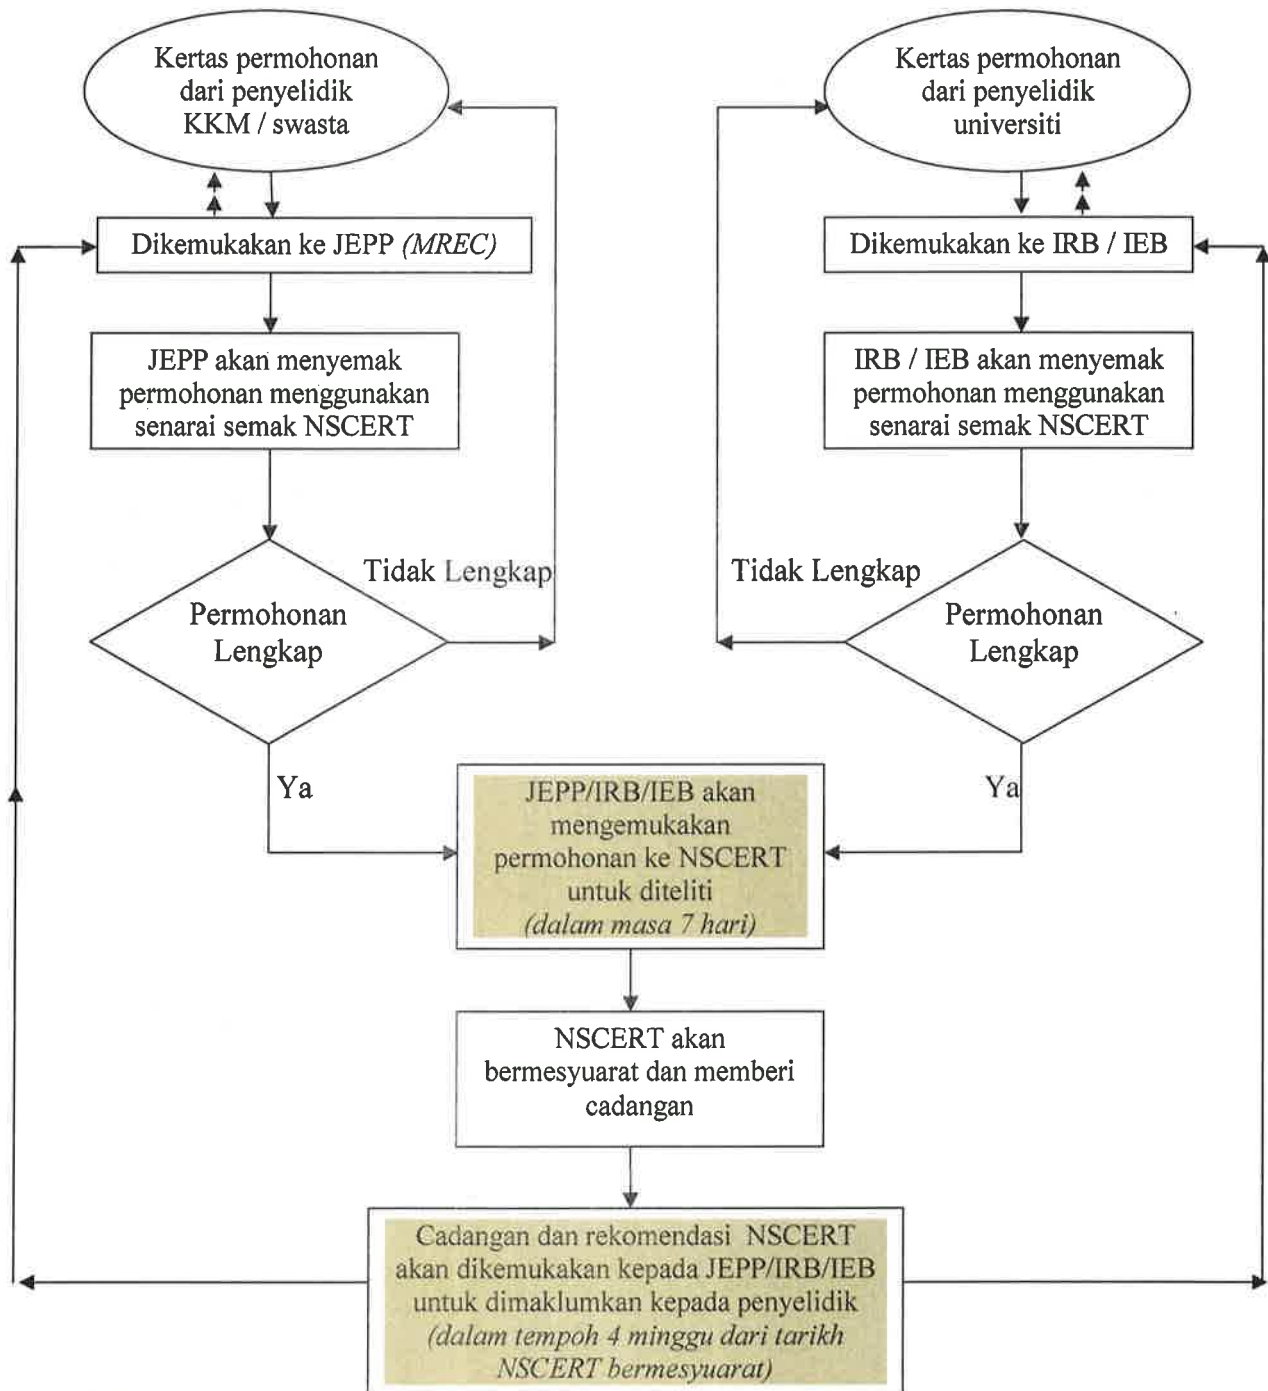 Kertas permohonan
dari penyelidik
KKM / swasta
Kertas permohonan
dari penyelidik
universiti
Dikemukakan ke JEPP (MREC)
Dikemukakan ke IRB / IEB
JEPP akan menyemak
permohonan menggunakan
senarai semak NSCERT
IRB / IEB akan menyemak
permohonan menggunakan
senarai semak NSCERT
Tidak Lengkap
Tidak Lengkap
Permohonan
Lengkap
Permohonan
Lengkap
Ya
Ya
JEPP/IRB/IEB akan
mengemukakan
permohonan ke NSCERT
untuk diteliti
(dalam masa 7 hari)
NSCERT akan
bermesyuarat dan memberi
cadangan
Cadangan dan rekomendasi NSCERT
akan dikemukakan kepada JEPP/IRB/IEB
untuk dimaklumkan kepada penyelidik
(dalam tempoh 4 minggu dari tarikh
NSCERT bermesyuarat)